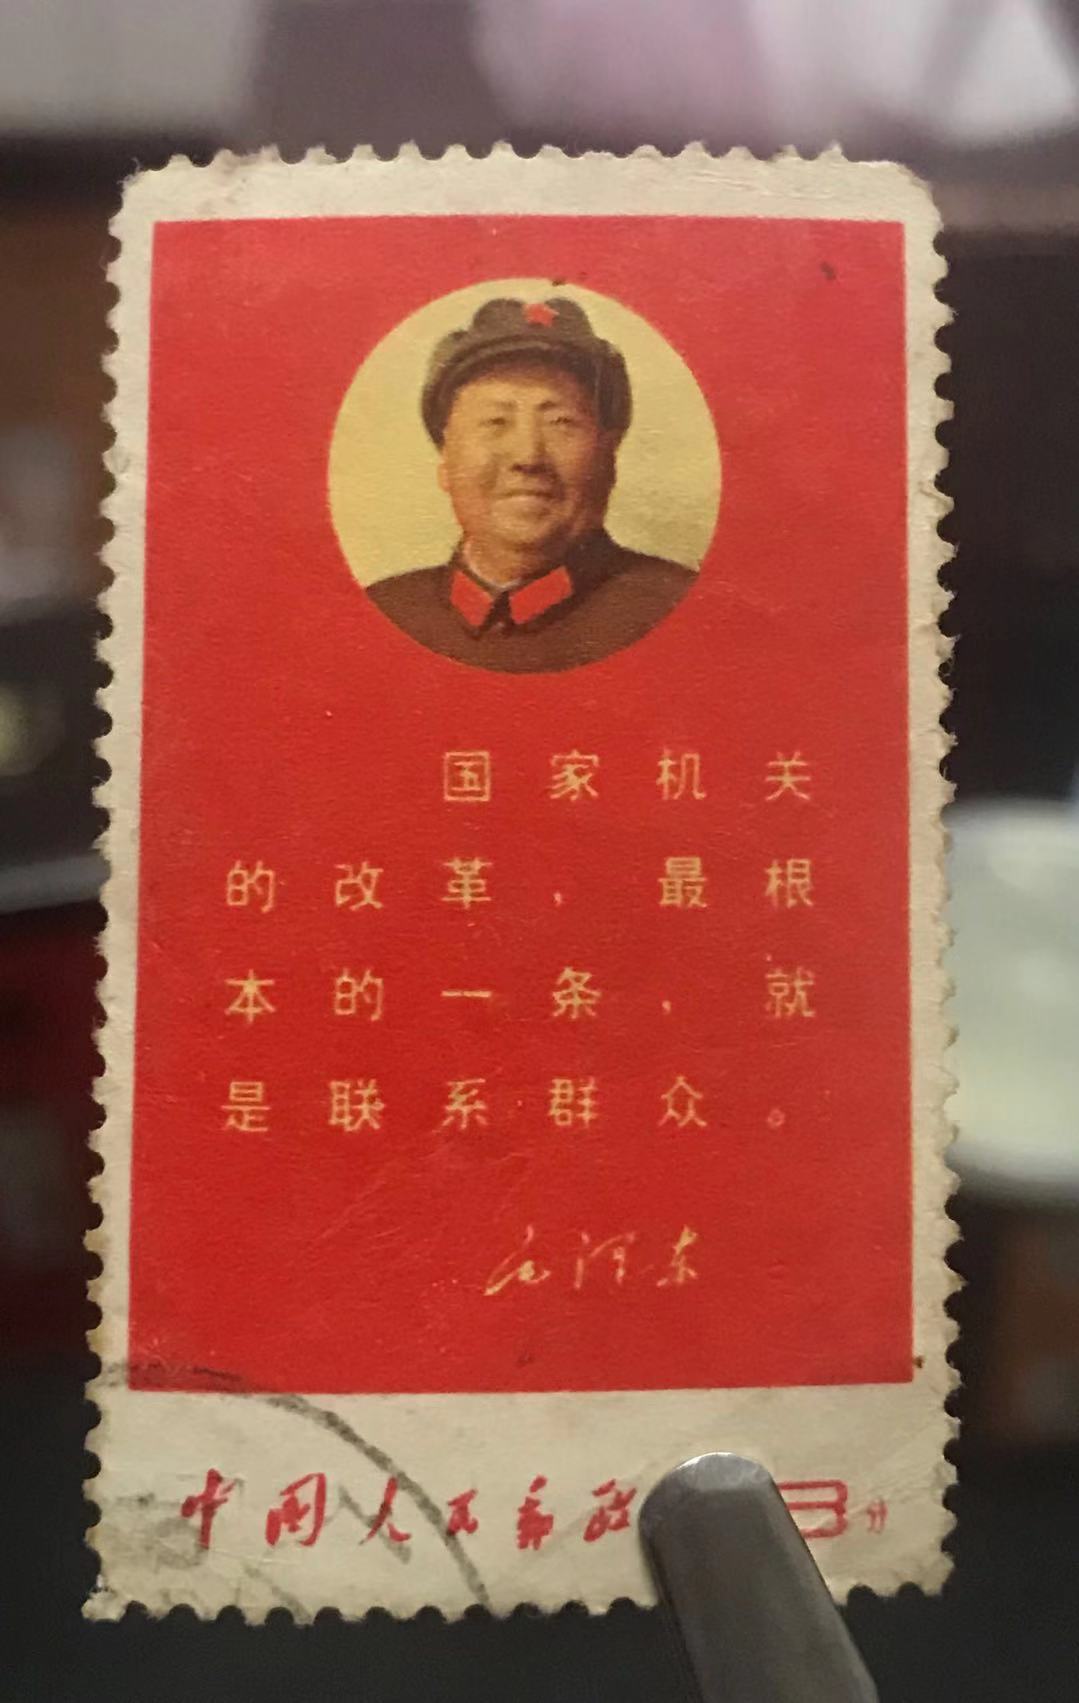 国家机关
的改革，最根
本的一条，就
是联系群众。
毛泽东
中国人民邮政
8分